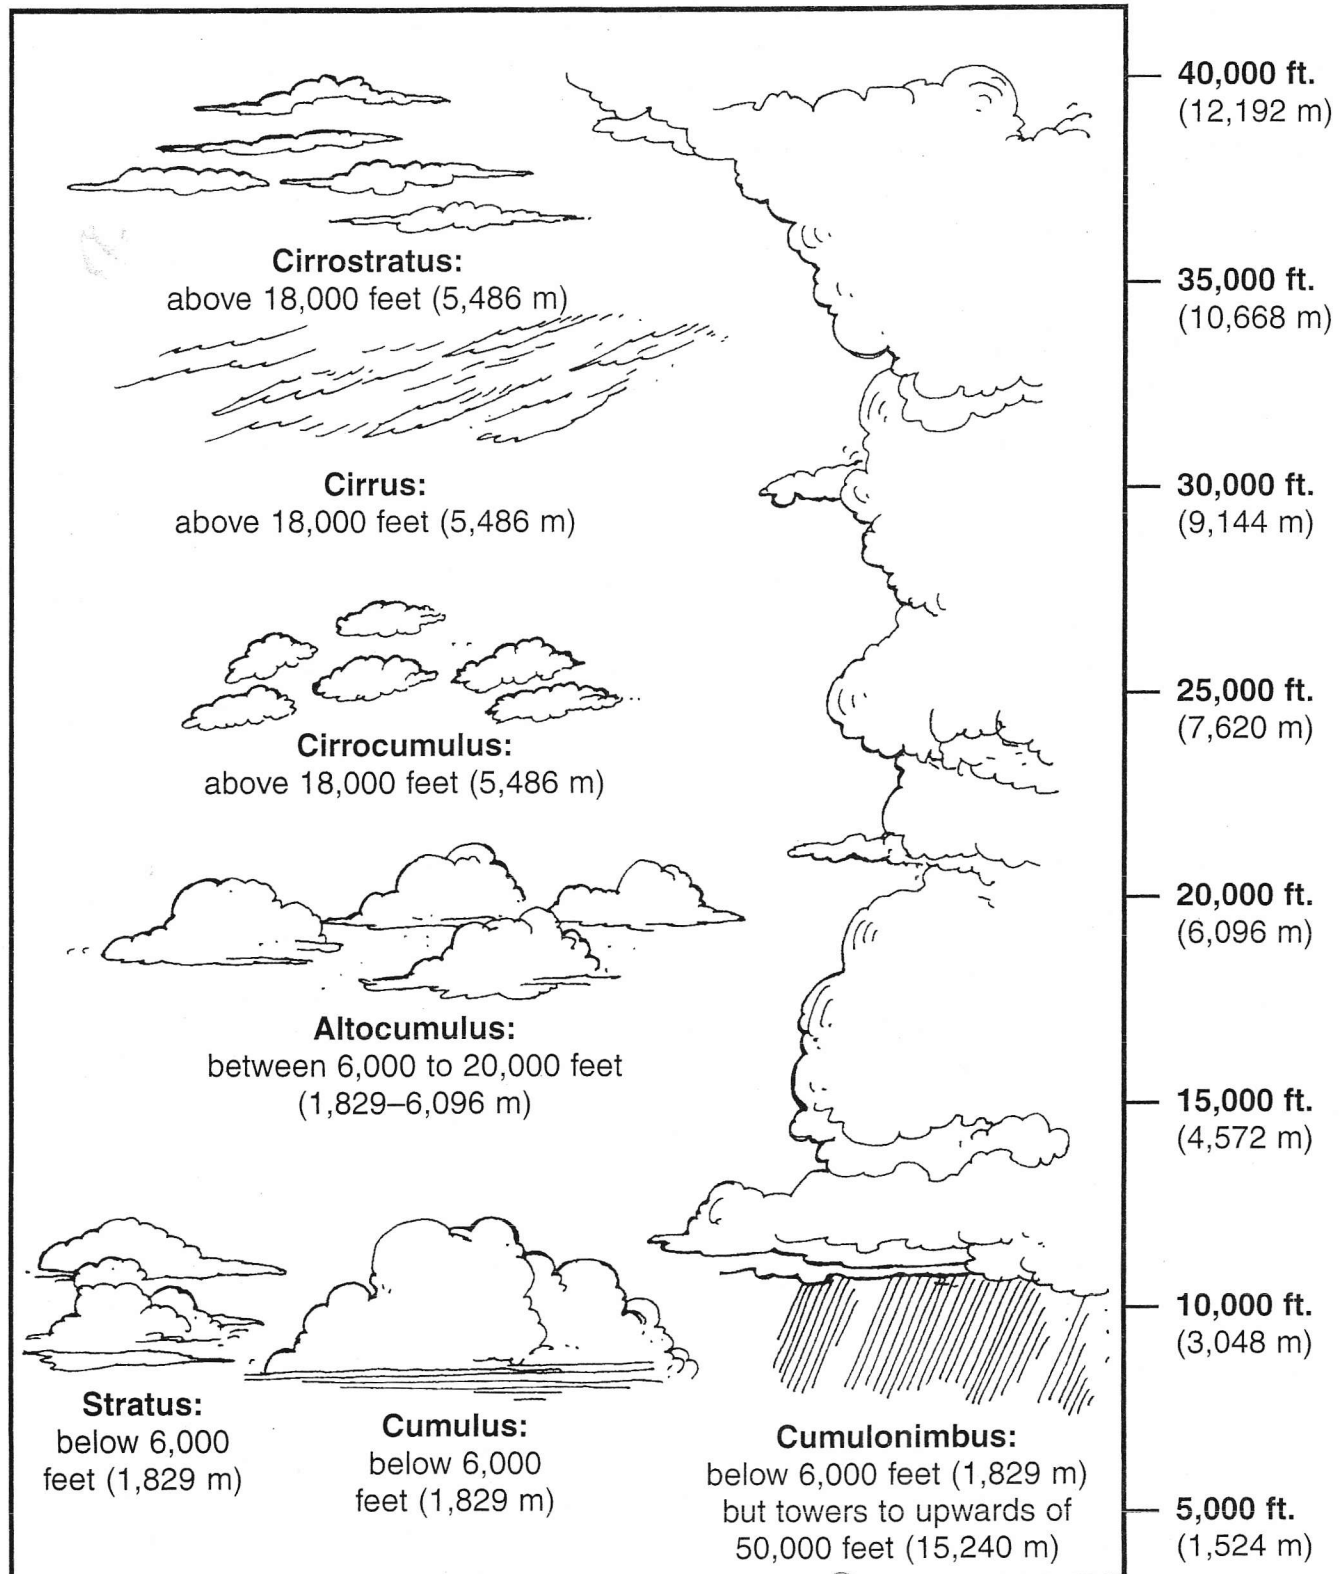 Cirrostratus:
above 18,000 feet (5,486 m)
Cirrus:
above 18,000 feet (5,486 m)
Cirrocumulus:
above 18,000 feet (5,486 m)
Altocumulus:
between 6,000 to 20,000 feet
(1,829–6,096 m)
Stratus:
below 6,000
feet (1,829 m)
Cumulus:
below 6,000
feet (1,829 m)
Cumulonimbus:
below 6,000 feet (1,829 m)
but towers to upwards of
50,000 feet (15,240 m)
40,000 ft.
(12,192 m)
35,000 ft.
(10,668 m)
30,000 ft.
(9,144 m)
25,000 ft.
(7,620 m)
20,000 ft.
(6,096 m)
15,000 ft.
(4,572 m)
10,000 ft.
(3,048 m)
5,000 ft.
(1,524 m)